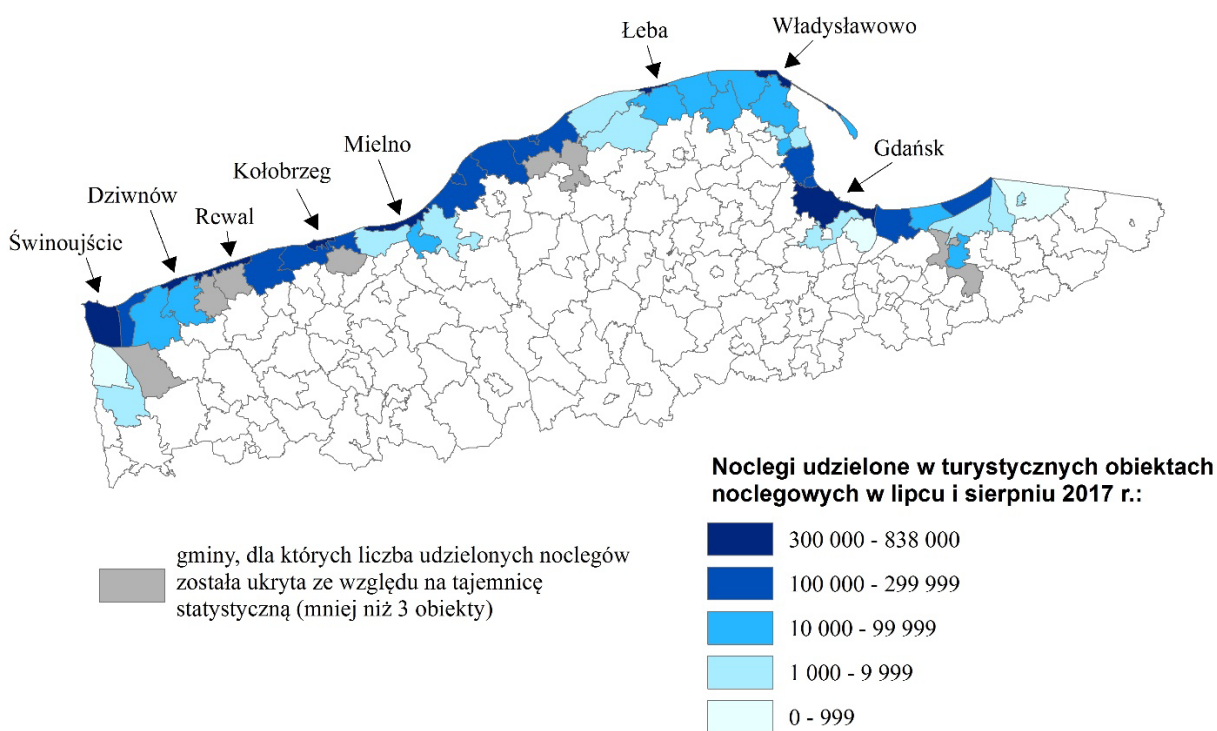 Łeba
Władysławowo
Mielno
Gdańsk
Kołobrzeg
Dziwnów
Rewal
Świnoujście
Noclegi udzielone w turystycznych obiektach
noclegowych w lipcu i sierpniu 2017 r.:
300 000 - 838 000
100 000 - 299 999
10 000 - 99 999
1 000 - 9 999
0 - 999
gminy, dla których liczba udzielonych noclegów
została ukryta ze względu na tajemnicę
statystyczną (mniej niż 3 obiekty)